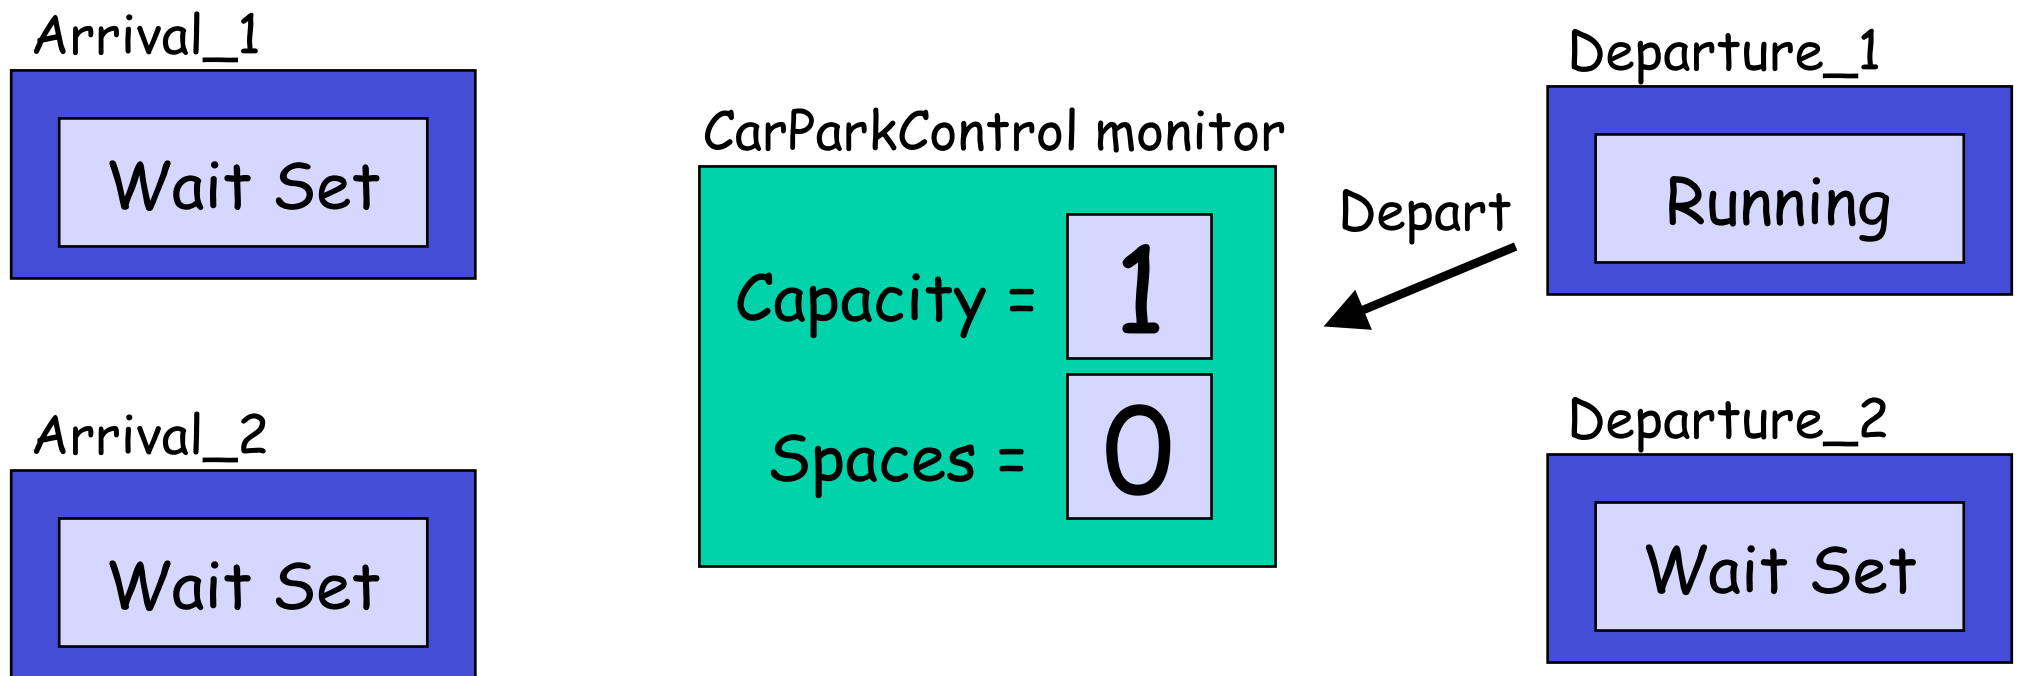 Arrival_1
Wait Set
Arrival_2
Wait Set
CarParkControl monitor
Capacity = 1
Spaces = 0
Depart
Departure_1
Running
Departure_2
Wait Set